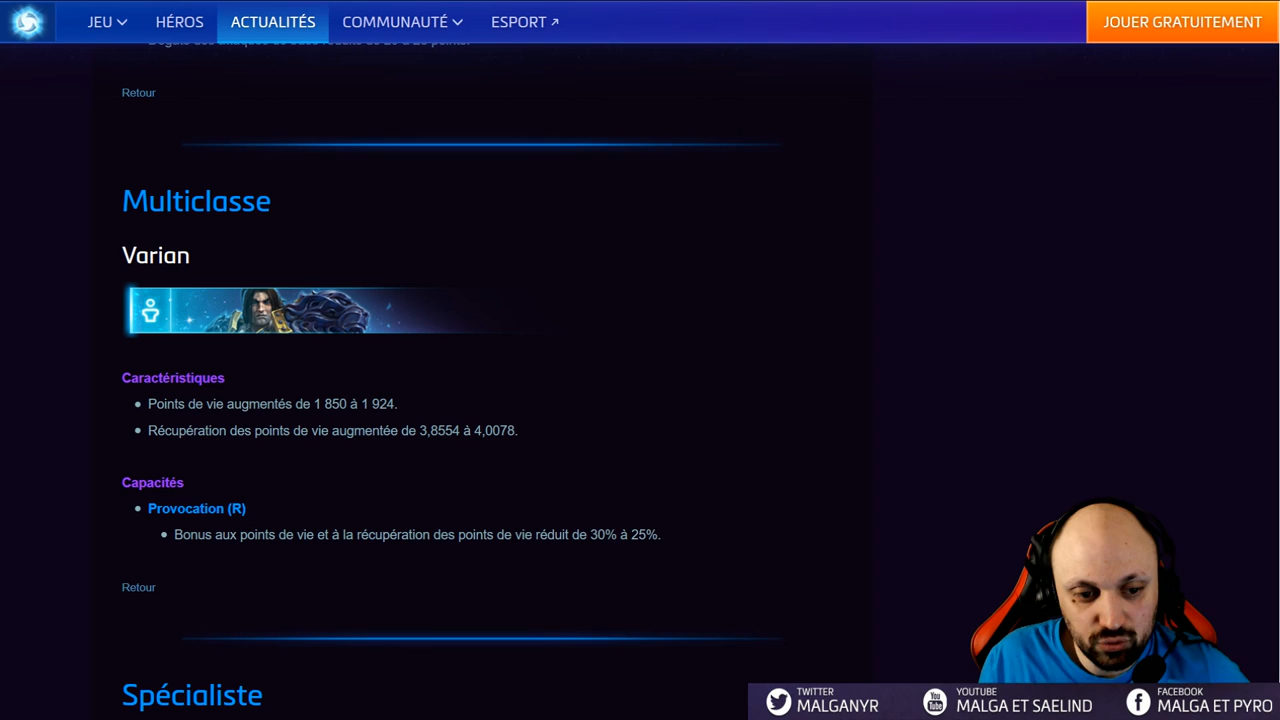 JEU HÉROS ACTUALITÉS COMMUNAUTÉ ESPORT JOUER GRATUITEMENT
Retour
Multiclasse
Varian
Caractéristiques
Points de vie augmentés de 1 850 à 1 924.
Récupération des points de vie augmentée de 3,8554 à 4,0078.
Capacités
Provocation (R)
Bonus aux points de vie et à la récupération des points de vie réduit de 30% à 25%.
Retour
Spécialiste
TWITTER
MALGANYR
You Tube
YOUTUBE
MALGA ET SAELIND
FACEBOOK
MALGA ET PYRO